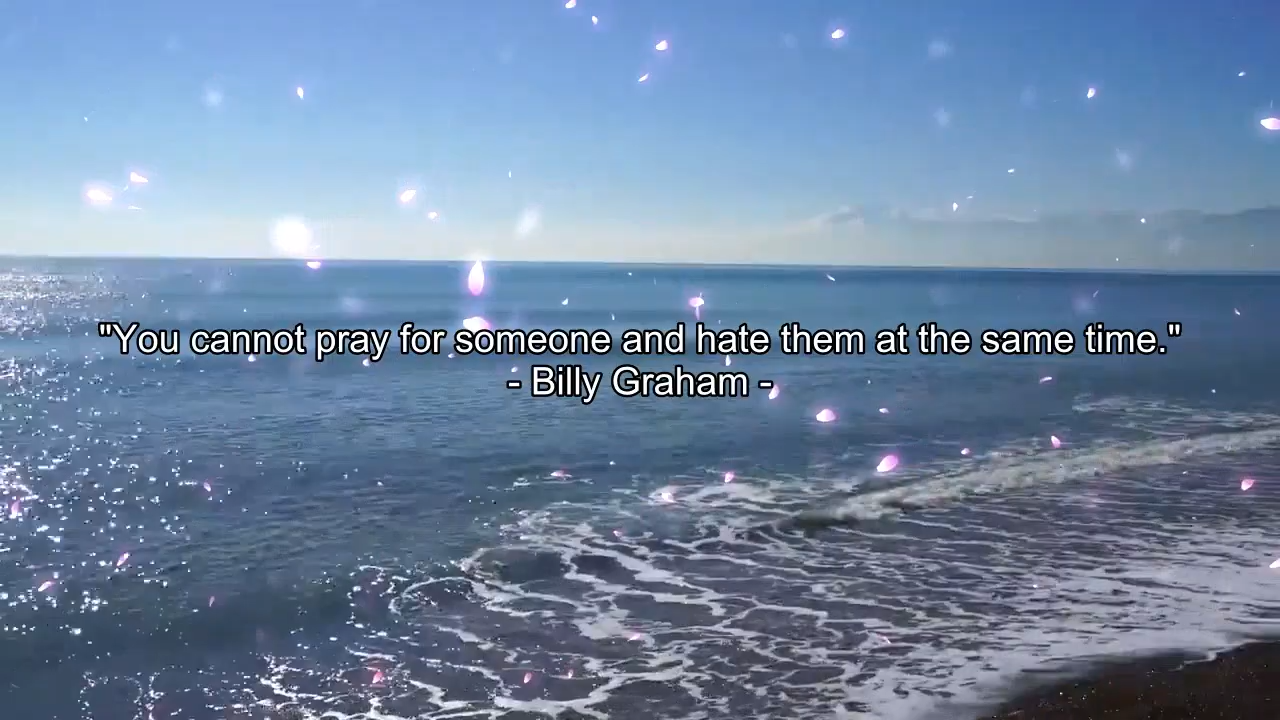 "You cannot pray for someone and hate them at the same time."
- Billy Graham -